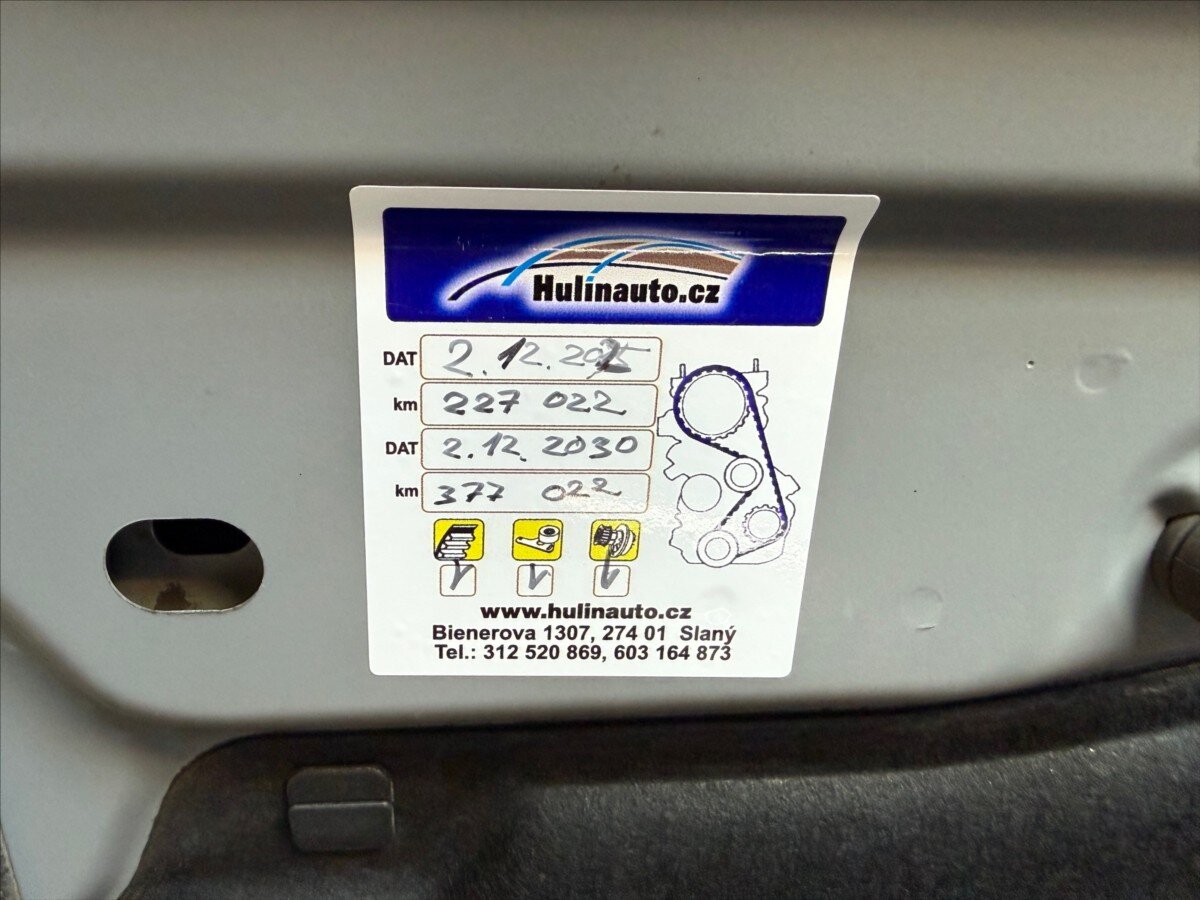 Hulinauto.cz
DAT 2.12.2025
km 227 022
DAT 2.12.2030
km 377 022
www.hulinauto.cz
Bienerova 1307, 274 01 Slaný
Tel.: 312 520 869, 603 164 873